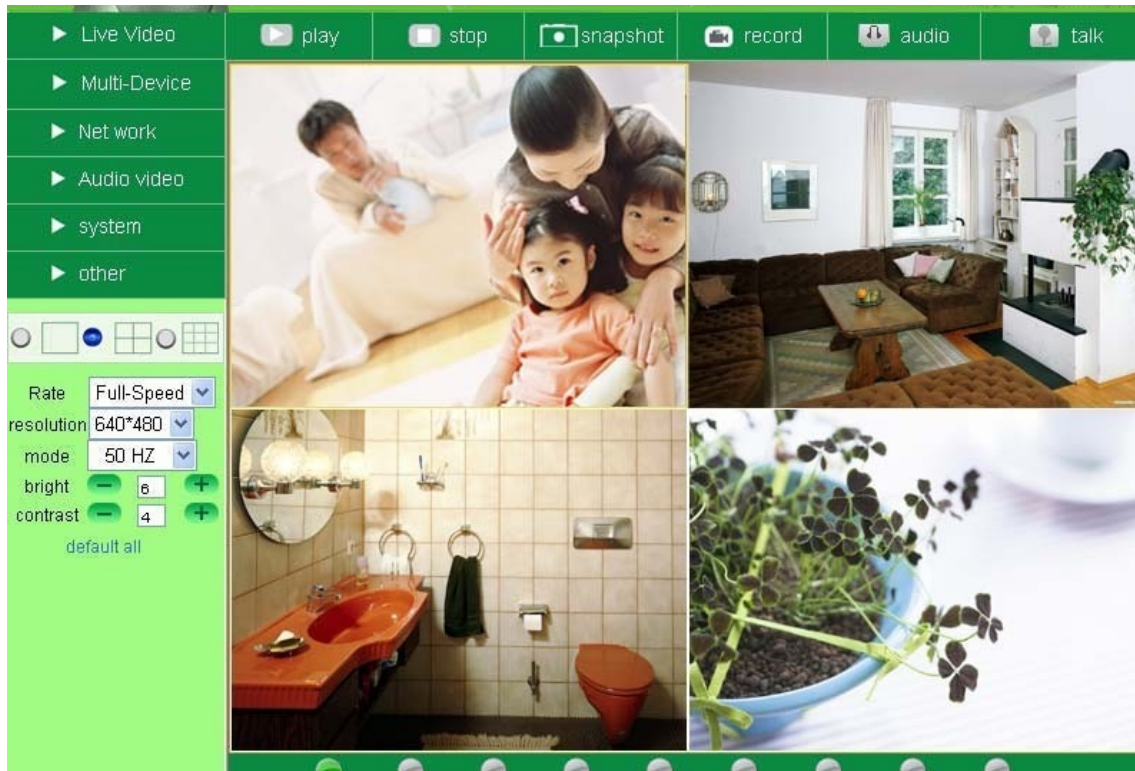 Live Video
play
stop
snapshot
record
audio
talk
Multi-Device
Net work
Audio video
system
other
Rate Full-Speed
resolution 640*480
mode 50 HZ
bright 6
contrast 4
default all